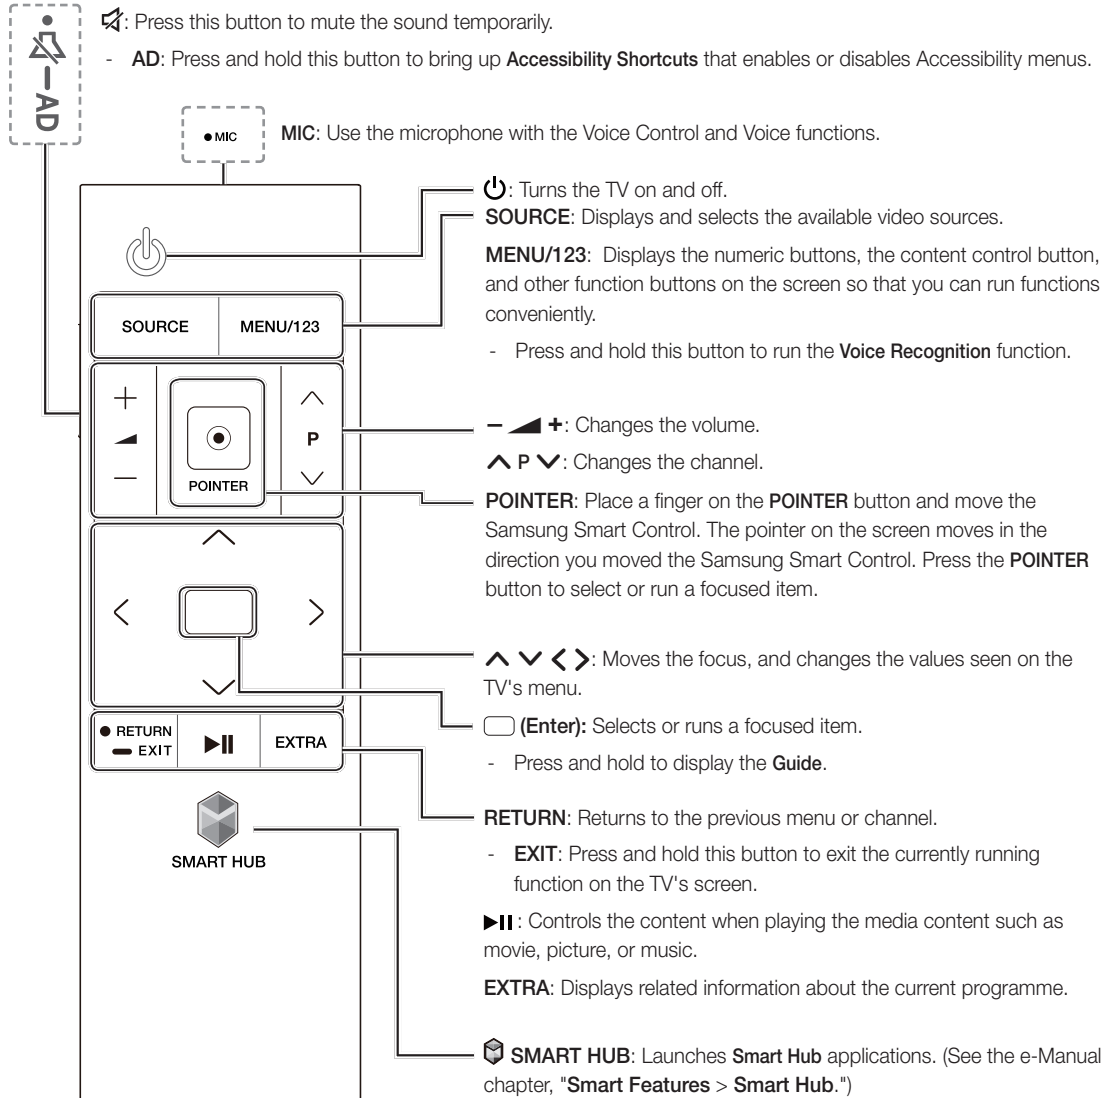 : Press this button to mute the sound temporarily.
- AD: Press and hold this button to bring up Accessibility Shortcuts that enables or disables Accessibility menus.
AD
MIC
MIC: Use the microphone with the Voice Control and Voice functions.
: Turns the TV on and off.
SOURCE: Displays and selects the available video sources.
MENU/123: Displays the numeric buttons, the content control button,
and other function buttons on the screen so that you can run functions
conveniently.
- Press and hold this button to run the Voice Recognition function.
SOURCE
MENU/123
+
−
P
POINTER
− +: Changes the volume.
P : Changes the channel.
POINTER: Place a finger on the POINTER button and move the
Samsung Smart Control. The pointer on the screen moves in the
direction you moved the Samsung Smart Control. Press the POINTER
button to select or run a focused item.
: Moves the focus, and changes the values seen on the
TV's menu.
(Enter): Selects or runs a focused item.
- Press and hold to display the Guide.
RETURN
EXIT
EXTRA
RETURN: Returns to the previous menu or channel.
- EXIT: Press and hold this button to exit the currently running
function on the TV's screen.
: Controls the content when playing the media content such as
movie, picture, or music.
EXTRA: Displays related information about the current programme.
SMART HUB
SMART HUB: Launches Smart Hub applications. (See the e-Manual
chapter, "Smart Features > Smart Hub.")